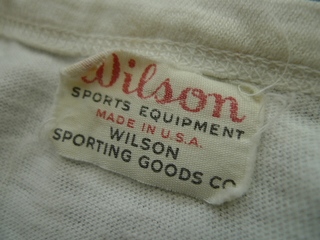 Wilson
SPORTS EQUIPMENT
MADE IN U.S.A.
WILSON
SPORTING GOODS CO